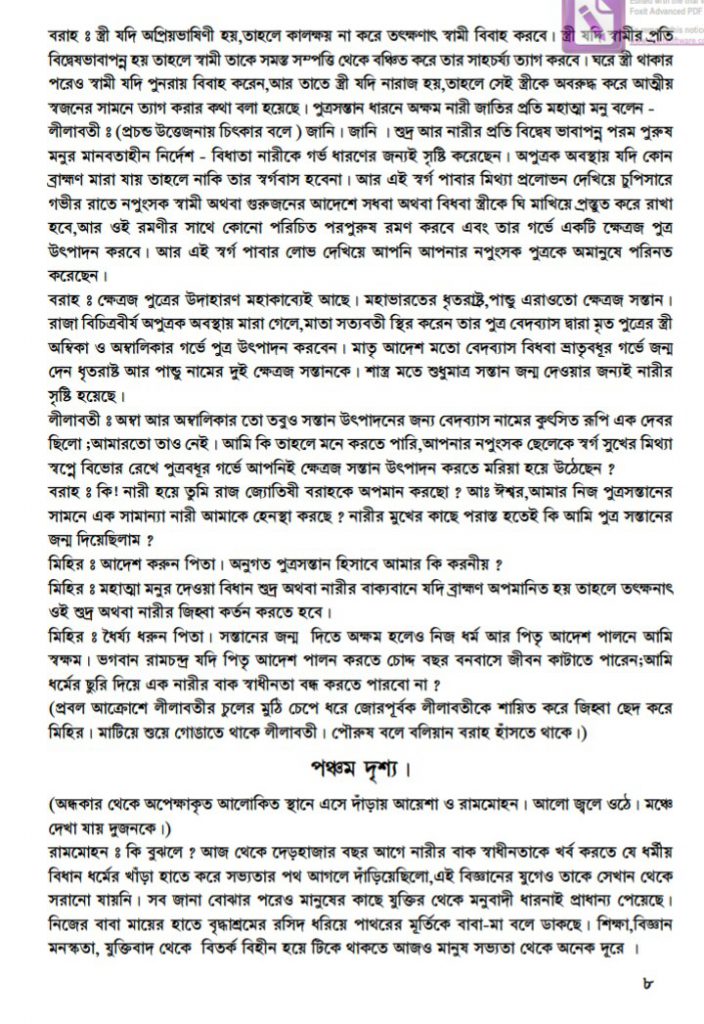 Edited with the trial v
Foxit Advanced PDF
this notic
বরাহ ঃ স্ত্রী যদি অপ্রিয়ভাষিণী হয়,তাহলে কালক্ষয় না করে তৎক্ষণাৎ স্বামী বিবাহ করবে। স্ত্রী যদি স্বামীর প্রতি
বিদ্বেষভাবাপন্ন হয় তাহলে স্বামী তাকে সমস্ত সম্পত্তি থেকে বঞ্চিত করে তার সাহচর্য্য ত্যাগ করবে। ঘরে স্ত্রী থাকার
পরেও স্বামী যদি পুনরায় বিবাহ করেন,আর তাতে স্ত্রী যদি নারাজ হয়,তাহলে সেই স্ত্রীকে অবরুদ্ধ করে আত্মীয়
স্বজনের সামনে ত্যাগ করার কথা বলা হয়েছে। পুত্রসন্তান ধারনে অক্ষম নারী জাতির প্রতি মহাত্মা মনু বলেন -
লীলাবতী ঃ (প্রচন্ড উত্তেজনায় চিৎকার বলে ) জানি। জানি । শুদ্র আর নারীর প্রতি বিদ্বেষ ভাবাপন্ন পরম পুরুষ
মনুর মানবতাহীন নির্দেশ - বিধাতা নারীকে গর্ভ ধারণের জন্যই সৃষ্টি করেছেন। অপুত্রক অবস্থায় যদি কোন
ব্রাহ্মণ মারা যায় তাহলে নাকি তার স্বর্গবাস হবেনা। আর এই স্বর্গ পাবার মিথ্যা প্রলোভন দেখিয়ে চুপিসারে
গভীর রাতে নপুংসক স্বামী অথবা গুরুজনের আদেশে সধবা অথবা বিধবা স্ত্রীকে ঘি মাখিয়ে প্রস্তুত করে রাখা
হবে,আর ওই রমণীর সাথে কোনো পরিচিত পরপুরুষ রমণ করবে এবং তার গর্ভে একটি ক্ষেত্রজ পুত্র
উৎপাদন করবে। আর এই স্বর্গ পাবার লোভ দেখিয়ে আপনি আপনার নপুংসক পুত্রকে অমানুষে পরিনত
করেছেন।
বরাহ ঃ ক্ষেত্রজ পুত্রের উদাহারণ মহাকাব্যেই আছে। মহাভারতের ধৃতরাষ্ট্র,পান্ডু এরাওতো ক্ষেত্রজ সন্তান।
রাজা বিচিত্রবীর্য অপুত্রক অবস্থায় মারা গেলে,মাতা সত্যবতী স্থির করেন তার পুত্র বেদব্যাস দ্বারা মৃত পুত্রের স্ত্রী
অম্বিকা ও অম্বালিকার গর্ভে পুত্র উৎপাদন করবেন। মাতৃ আদেশ মতো বেদব্যাস বিধবা ভ্রাতৃবধূর গর্ভে জন্ম
দেন ধৃতরাষ্ট্র আর পান্ডু নামের দুই ক্ষেত্রজ সন্তানকে। শাস্ত্র মতে শুধুমাত্র সন্তান জন্ম দেওয়ার জন্যই নারীর
সৃষ্টি হয়েছে।
লীলাবতী ঃ অম্বা আর অম্বালিকার তো তবুও সন্তান উৎপাদনের জন্য বেদব্যাস নামের কুৎসিত রূপি এক দেবর
ছিলো ;আমারতো তাও নেই। আমি কি তাহলে মনে করতে পারি,আপনার নপুংসক ছেলেকে স্বর্গ সুখের মিথ্যা
স্বপ্নে বিভোর রেখে পুত্রবধূর গর্ভে আপনিই ক্ষেত্রজ সন্তান উৎপাদন করতে মরিয়া হয়ে উঠেছেন ?
বরাহ ঃ কি! নারী হয়ে তুমি রাজ জ্যোতিষী বরাহকে অপমান করছো ? আঃ ঈশ্বর,আমার নিজ পুত্রসন্তানের
সামনে এক সামান্যা নারী আমাকে হেনস্থা করছে ? নারীর মুখের কাছে পরাস্ত হতেই কি আমি পুত্র সন্তানের
জন্ম দিয়েছিলাম ?
মিহির ঃ আদেশ করুন পিতা। অনুগত পুত্রসন্তান হিসাবে আমার কি করনীয় ?
মিহির ঃ মহাত্মা মনুর দেওয়া বিধান শুদ্র অথবা নারীর বাক্যবানে যদি ব্রাহ্মণ অপমানিত হয় তাহলে তৎক্ষনাৎ
ওই শুদ্র অথবা নারীর জিহ্বা কর্তন করতে হবে।
মিহির ঃ ধৈর্য্য ধরুন পিতা। সন্তানের জন্ম দিতে অক্ষম হলেও নিজ ধর্ম আর পিতৃ আদেশ পালনে আমি
স্বক্ষম। ভগবান রামচন্দ্র যদি পিতৃ আদেশ পালন করতে চোদ্দ বছর বনবাসে জীবন কাটাতে পারেন;আমি
ধর্মের ছুরি দিয়ে এক নারীর বাক স্বাধীনতা বন্ধ করতে পারবো না ?
(প্রবল আক্রোশে লীলাবতীর চুলের মুঠি চেপে ধরে জোরপূর্বক লীলাবতীকে শায়িত করে জিহ্বা ছেদ করে
মিহির। মাটিয়ে শুয়ে গোঙাতে থাকে লীলাবতী। পৌরুষ বলে বলিয়ান বরাহ হাঁসতে থাকে।)
পঞ্চম দৃশ্য।
(অন্ধকার থেকে অপেক্ষাকৃত আলোকিত স্থানে এসে দাঁড়ায় আয়েশা ও রামমোহন। আলো জ্বলে ওঠে। মঞ্চে
দেখা যায় দুজনকে।)
রামমোহন ঃ কি বুঝলে ? আজ থেকে দেড়হাজার বছর আগে নারীর বাক স্বাধীনতাকে খর্ব করতে যে ধর্মীয়
বিধান ধর্মের খাঁড়া হাতে করে সভ্যতার পথ আগলে দাঁড়িয়েছিলো,এই বিজ্ঞানের যুগেও তাকে সেখান থেকে
সরানো যায়নি। সব জানা বোঝার পরেও মানুষের কাছে যুক্তির থেকে মনুবাদী ধারনাই প্রাধান্য পেয়েছে।
নিজের বাবা মায়ের হাতে বৃদ্ধাশ্রমের রসিদ ধরিয়ে পাথরের মূর্তিকে বাবা-মা বলে ডাকছে। শিক্ষা,বিজ্ঞান
মনস্কতা, যুক্তিবাদ থেকে বিতর্ক বিহীন হয়ে টিকে থাকতে আজও মানুষ সভ্যতা থেকে অনেক দূরে ।
৮